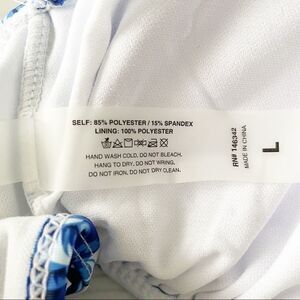 SELF: 85% POLYESTER / 15% SPANDEX
LINING: 100% POLYESTER
HAND WASH COLD, DO NOT BLEACH.
HANG TO DRY, DO NOT WRING,
DO NOT IRON, DO NOT DRY CLEAN.
RN# 146342
MADE IN CHINA
L